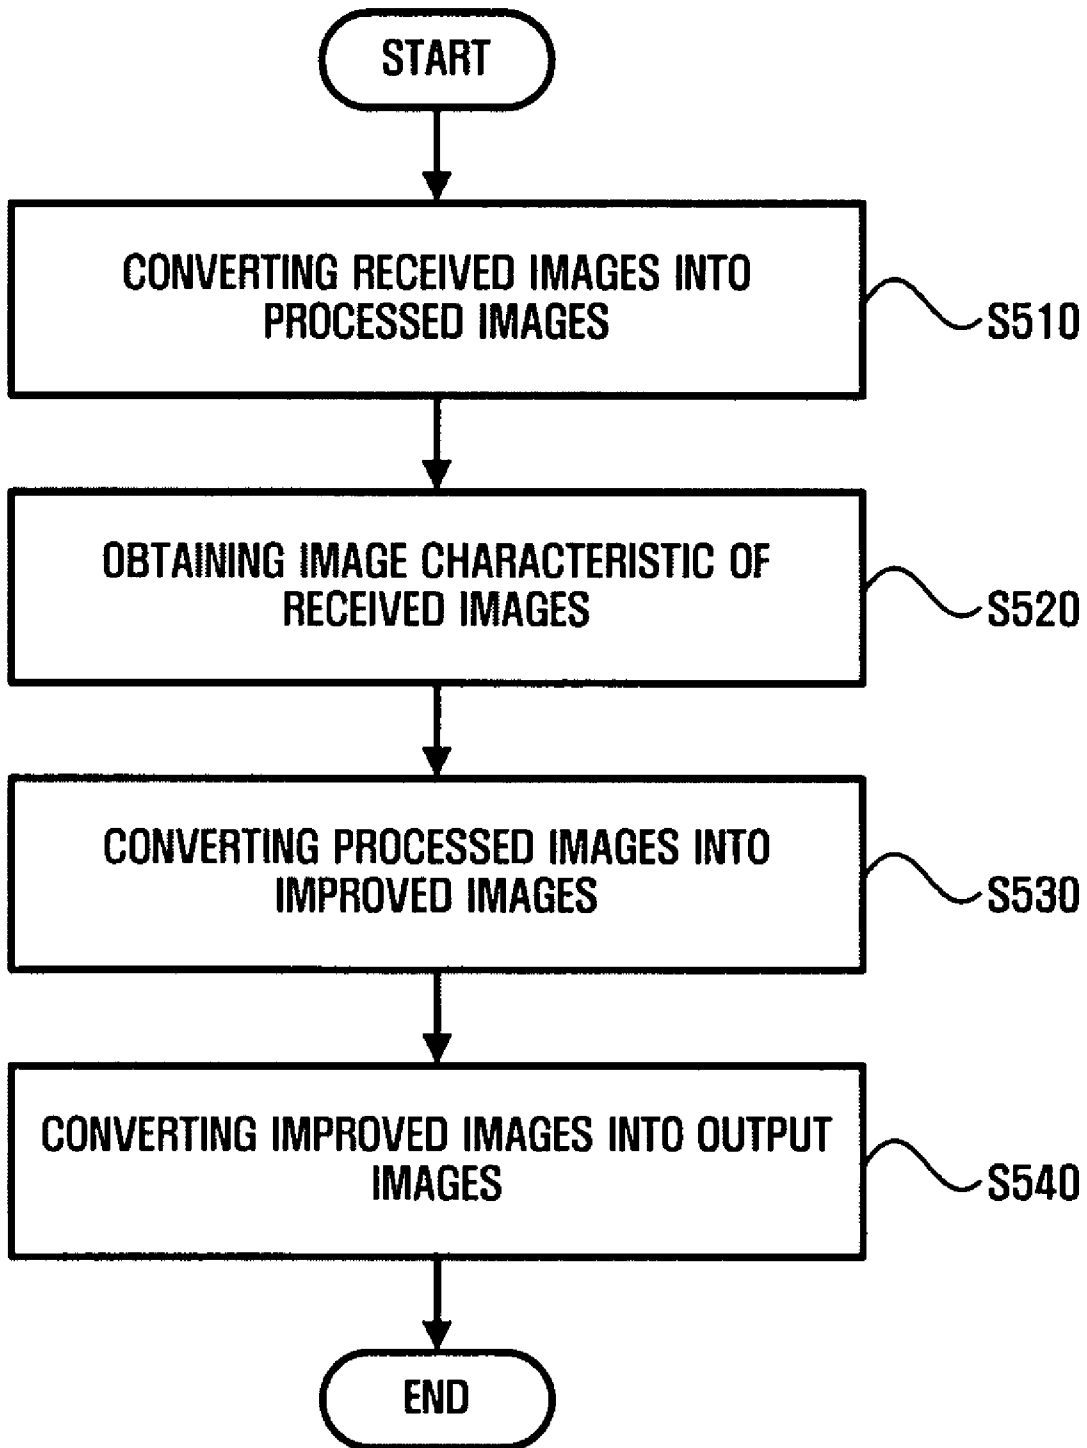 START
CONVERTING RECEIVED IMAGES INTO
PROCESSED IMAGES
S510
OBTAINING IMAGE CHARACTERISTIC OF
RECEIVED IMAGES
S520
CONVERTING PROCESSED IMAGES INTO
IMPROVED IMAGES
S530
CONVERTING IMPROVED IMAGES INTO OUTPUT
IMAGES
S540
END